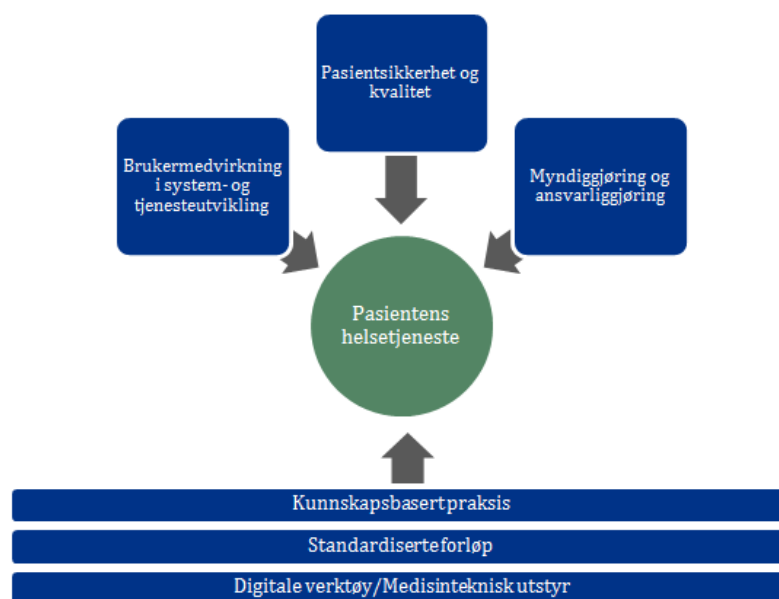 Pasientsikkerhet og
kvalitet
Brukermedvirkning
i system- og
tjenesteutvikling
Myndiggjøring og
ansvarliggjøring
Pasientens
helsetjeneste
Kunnskapsbasert praksis
Standardiserte forløp
Digitale verktøy/Medisinteknisk utstyr